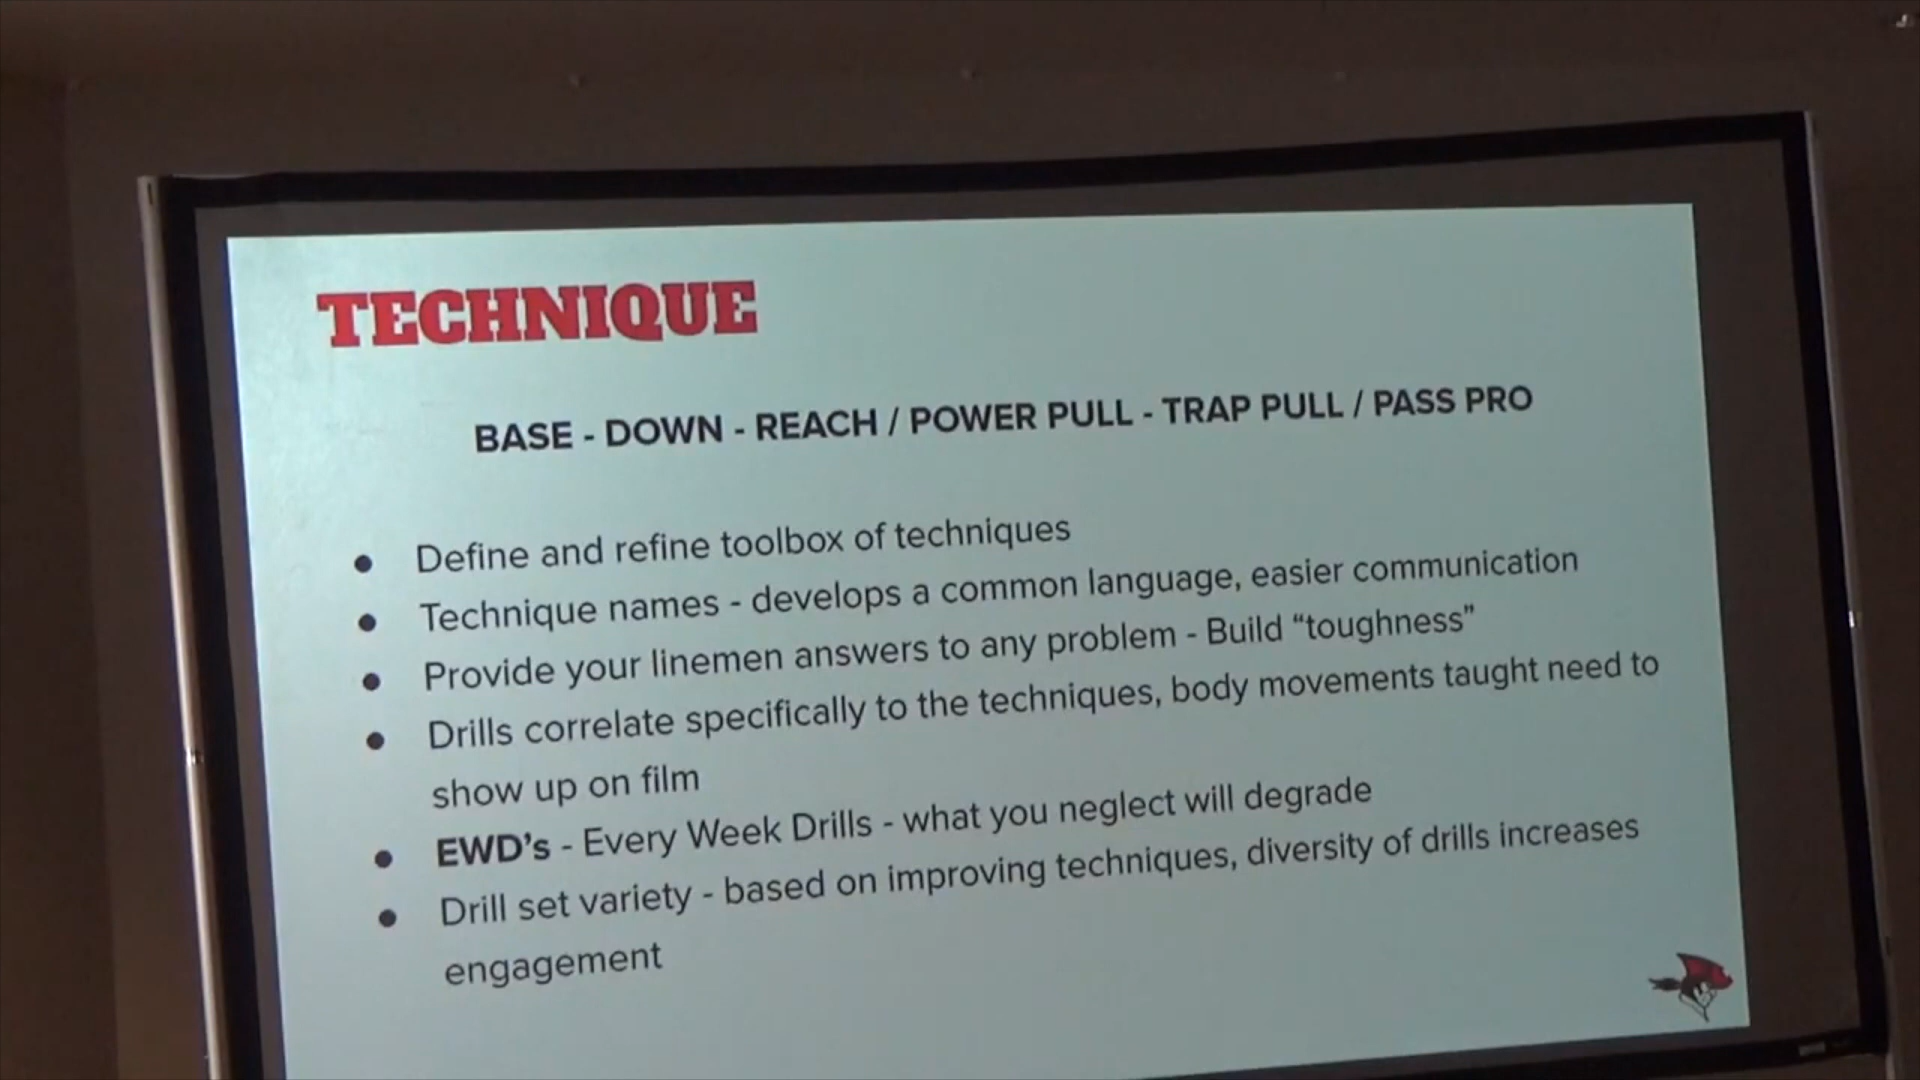 TECHNIQUE
BASE - DOWN - REACH / POWER PULL - TRAP PULL / PASS PRO
● Define and refine toolbox of techniques
● Technique names - develops a common language, easier communication
● Provide your linemen answers to any problem - Build “toughness”
● Drills correlate specifically to the techniques, body movements taught need to
show up on film
● EWD’s - Every Week Drills - what you neglect will degrade
● Drill set variety - based on improving techniques, diversity of drills increases
engagement